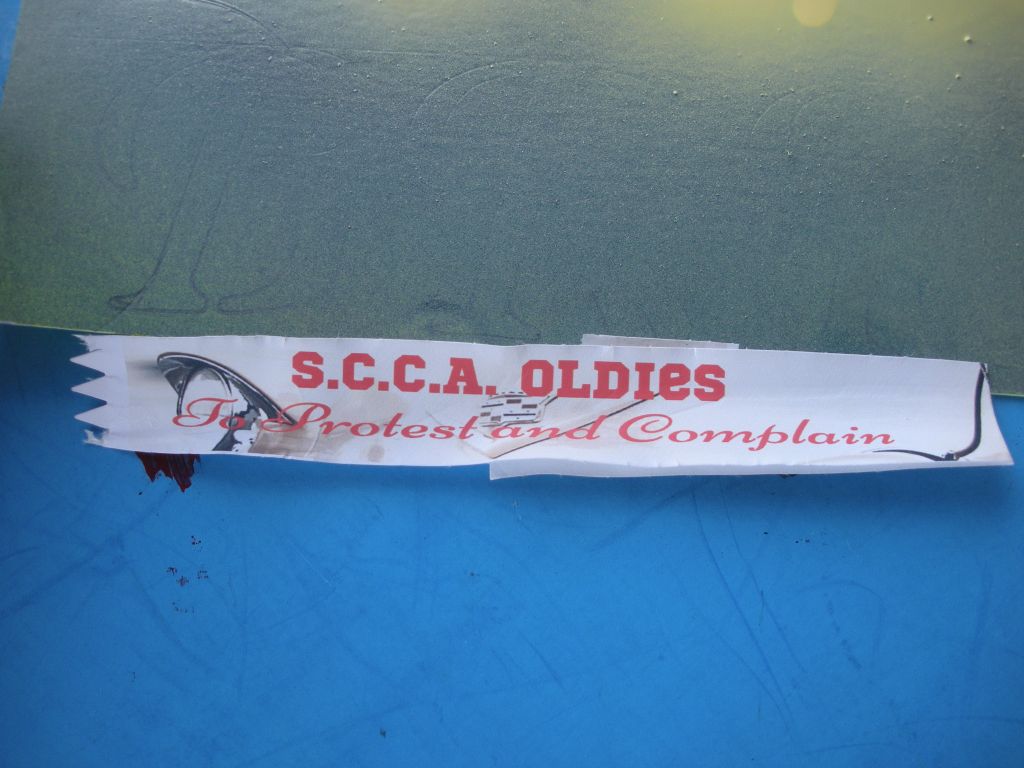 S.C.C.A. OLDIes
To Protest and Complain